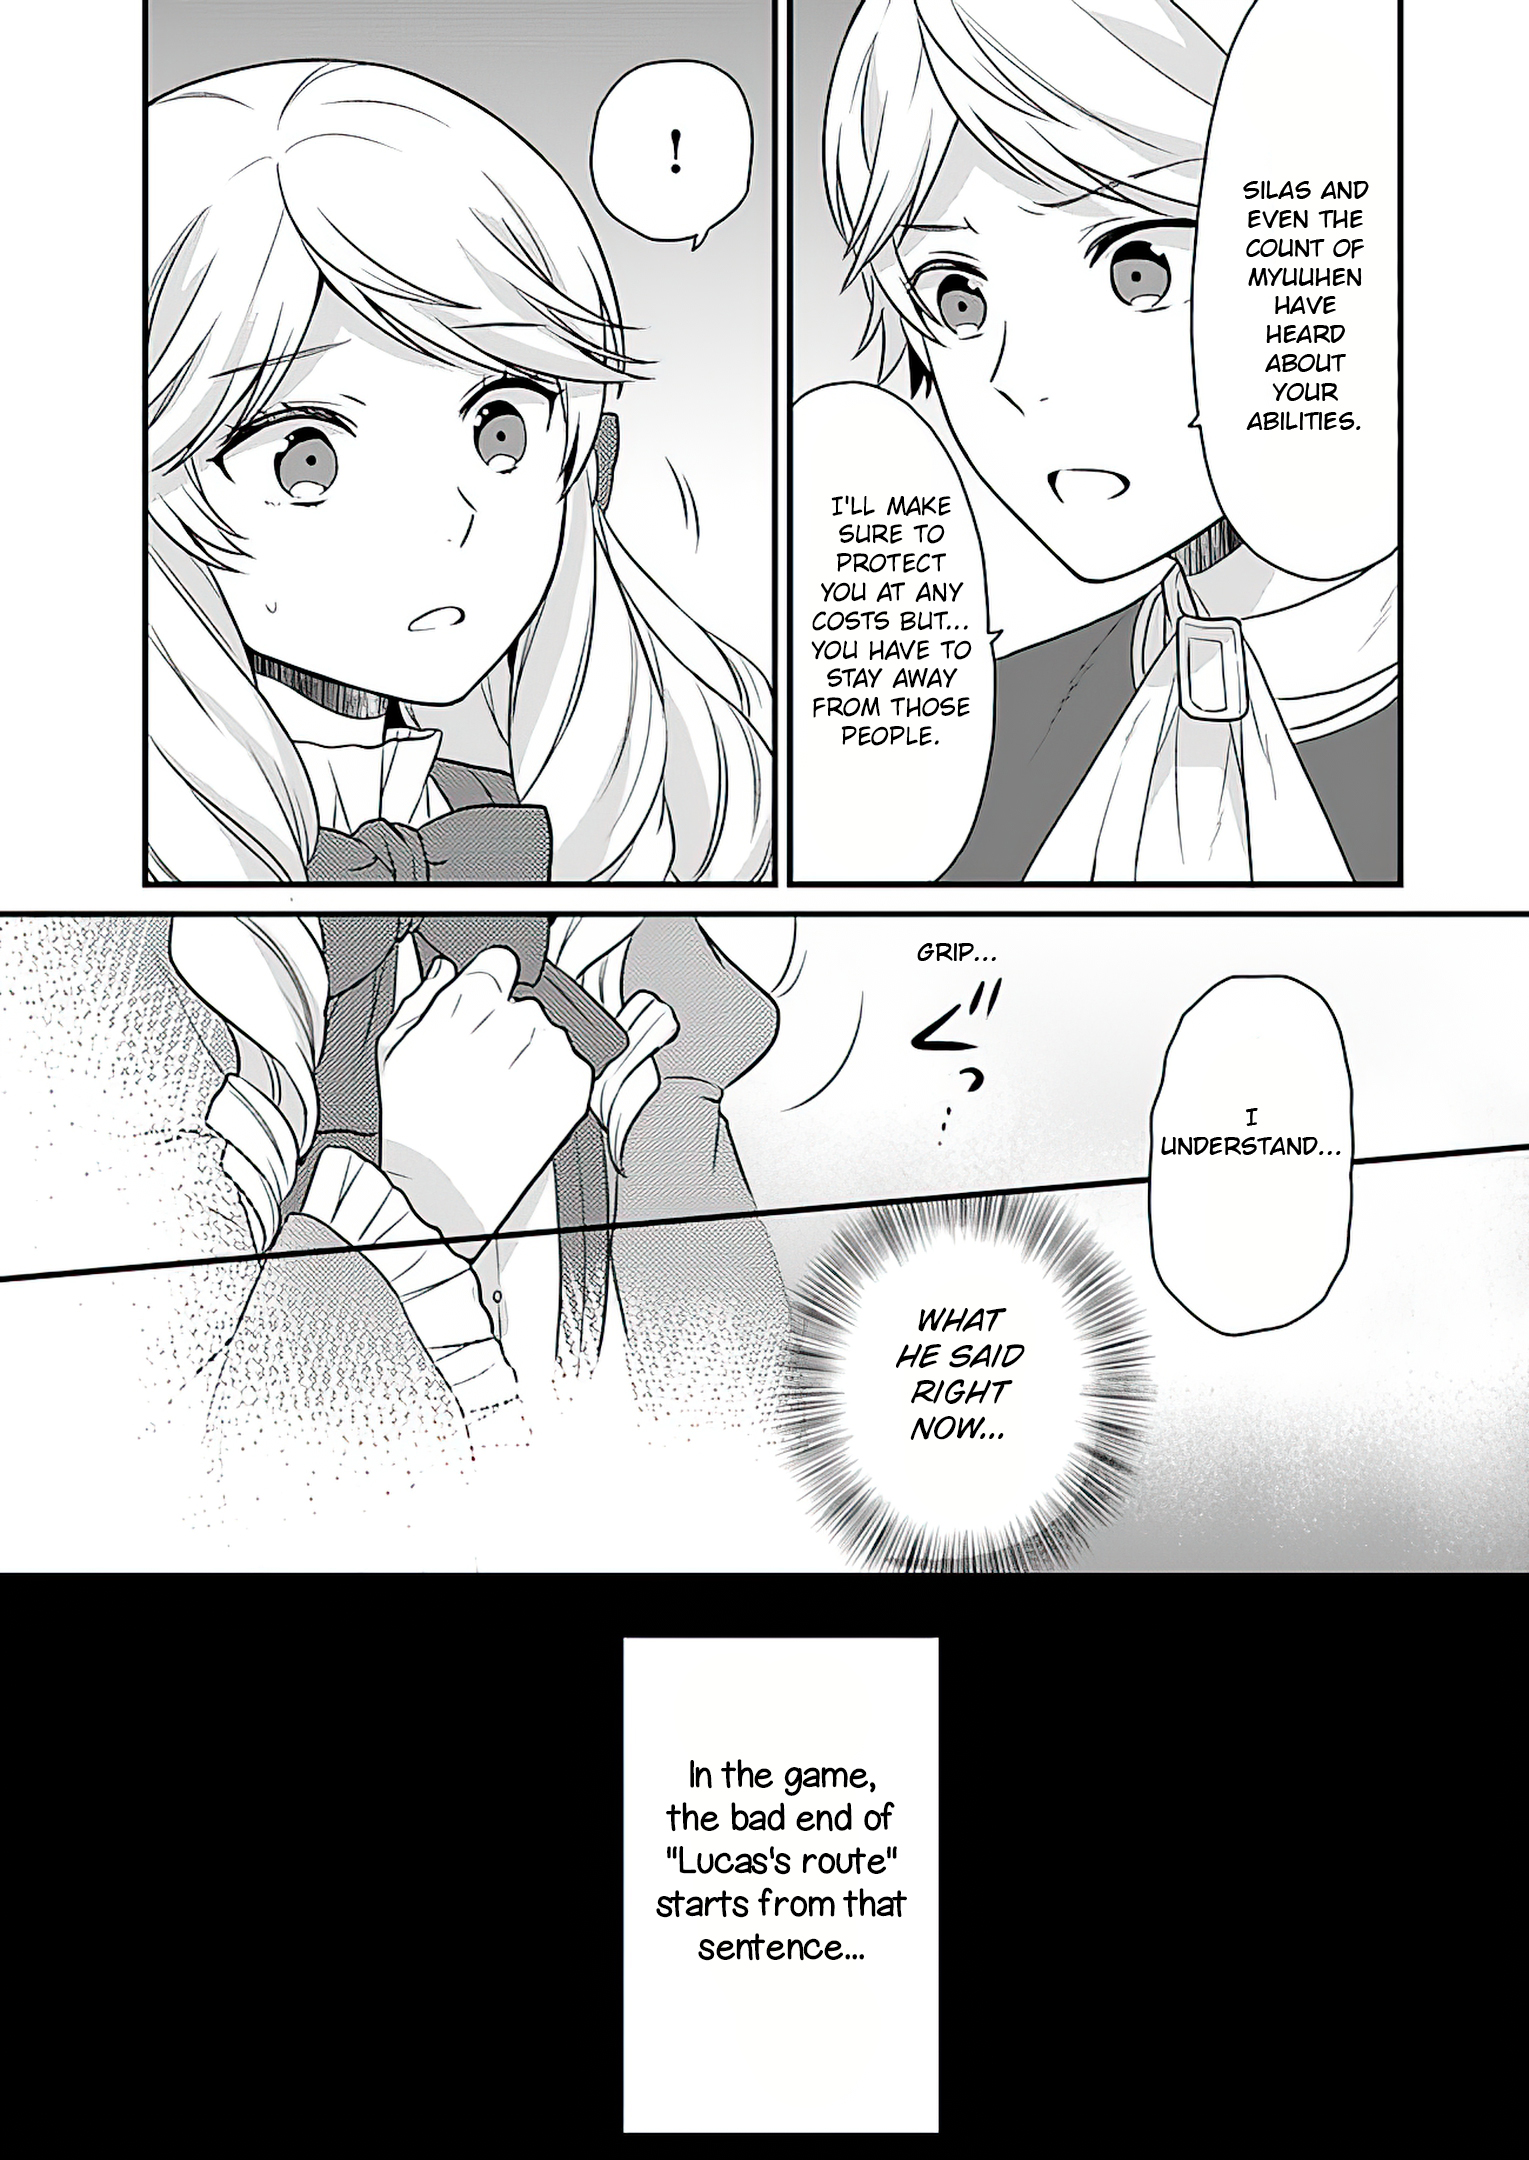 SILAS AND
EVEN THE
COUNT OF
MYUUHEN
HAVE
HEARD
ABOUT
YOUR
ABILITIES.
I'LL MAKE
SURE TO
PROTECT
YOU AT ANY
COSTS BUT...
YOU HAVE TO
STAY AWAY
FROM THOSE
PEOPLE.
!
GRIP...
ぐっ…
I
UNDERSTAND...
WHAT
HE SAID
RIGHT
NOW...
In the game,
the bad end of
"Lucas's route"
starts from that
sentence...